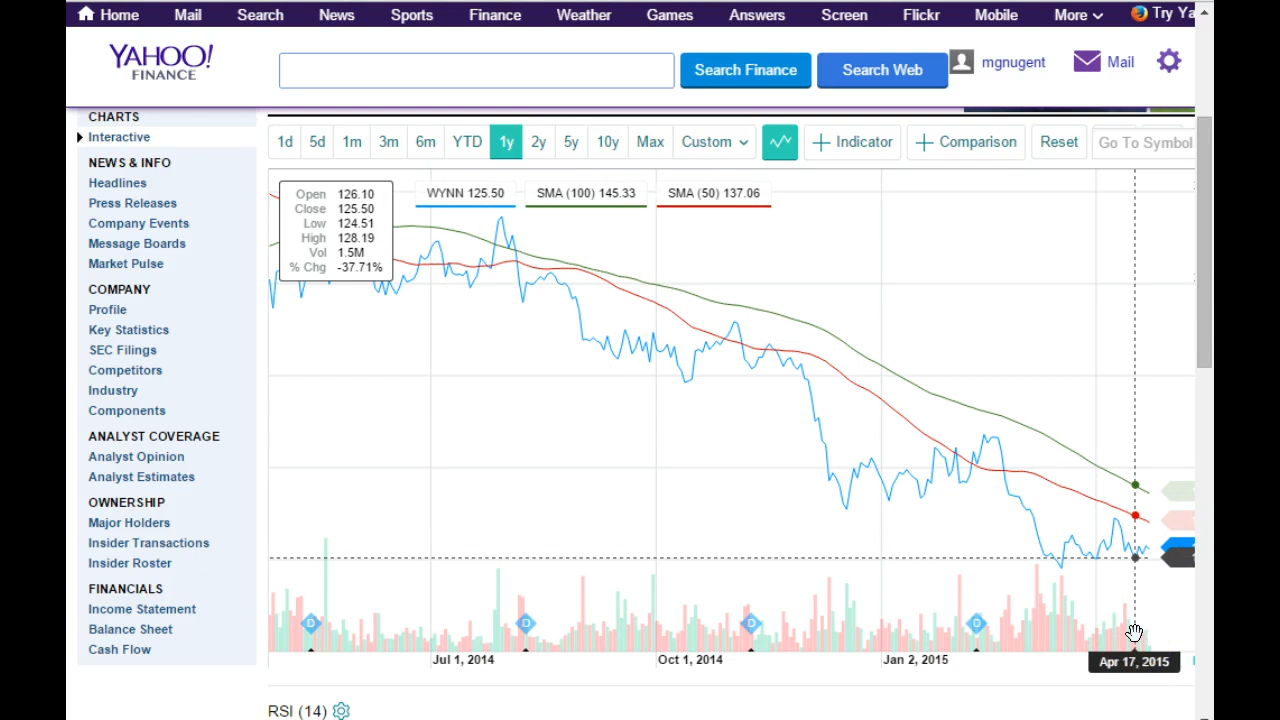 Home Mail Search News Sports Finance Weather Games Answers Screen Flickr Mobile More Try Ya
YAHOO!
FINANCE
Search Finance Search Web mgnugent Mail
CHARTS
Interactive
NEWS & INFO
Headlines
Press Releases
Company Events
Message Boards
Market Pulse
COMPANY
Profile
Key Statistics
SEC Filings
Competitors
Industry
Components
ANALYST COVERAGE
Analyst Opinion
Analyst Estimates
OWNERSHIP
Major Holders
Insider Transactions
Insider Roster
FINANCIALS
Income Statement
Balance Sheet
Cash Flow
1d 5d 1m 3m 6m YTD 1y 2y 5y 10y Max Custom Indicator Comparison Reset Go To Symbol
WYNN 125.50 SMA (100) 145.33 SMA (50) 137.06
Open 126.10
Close 125.50
Low 124.51
High 128.19
Vol 1.5M
% Chg -37.71%
D D D D
Jul 1, 2014 Oct 1, 2014 Jan 2, 2015 Apr 17, 2015
RSI (14)